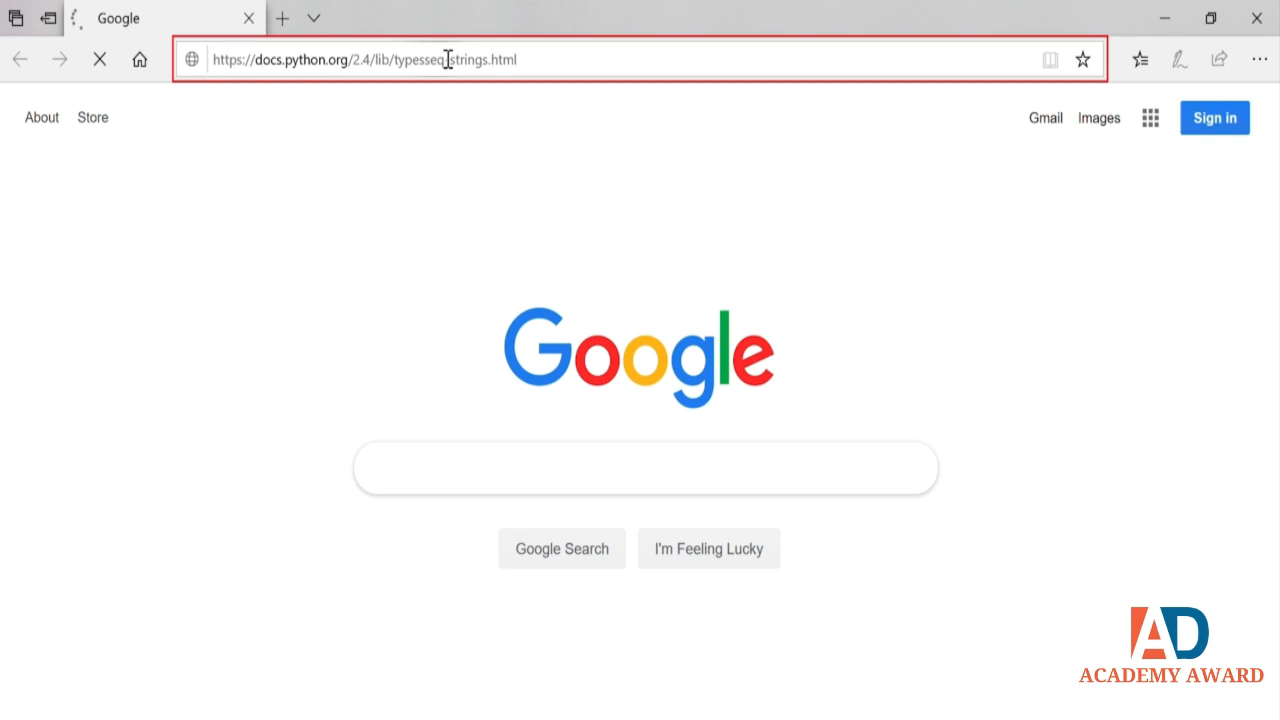 Google
https://docs.python.org/2.4/lib/typesseq-strings.html
About Store
Gmail Images Sign in
Google
Google Search I'm Feeling Lucky
AD
ACADEMY AWARD